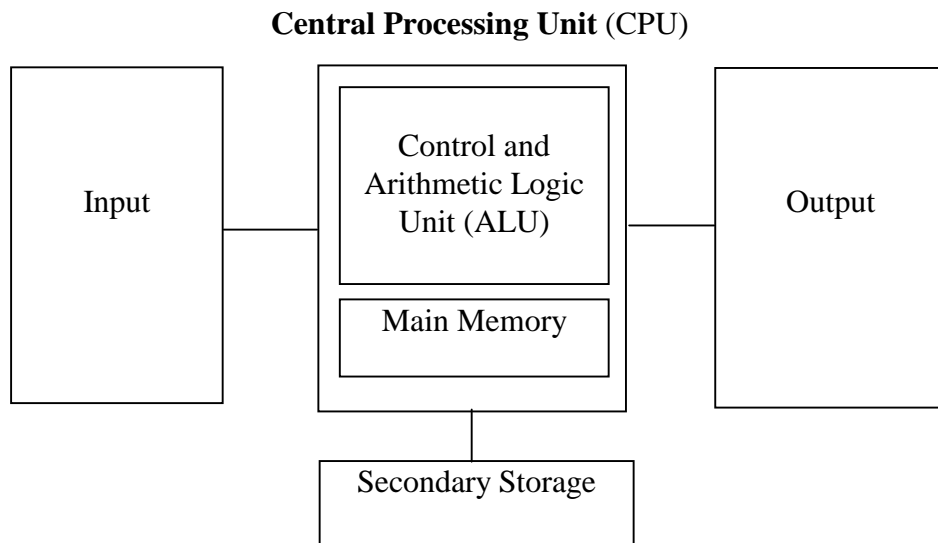 Central Processing Unit (CPU)
Input
Control and
Arithmetic Logic
Unit (ALU)
Output
Main Memory
Secondary Storage